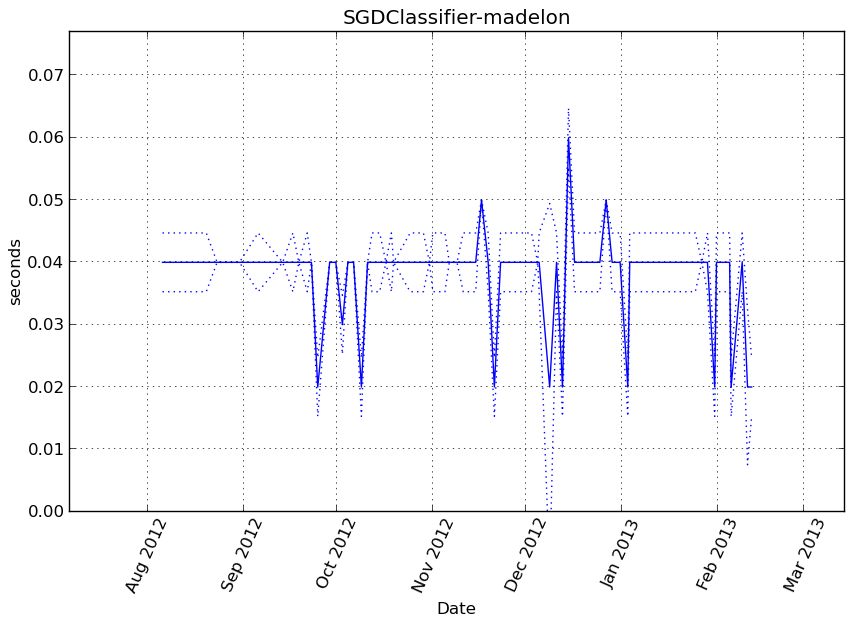 SGDClassifier-madelon
0.07
0.06
0.05
0.04
0.03
0.02
0.01
0.00
seconds
Aug 2012
Sep 2012
Oct 2012
Nov 2012
Dec 2012
Jan 2013
Feb 2013
Mar 2013
Date